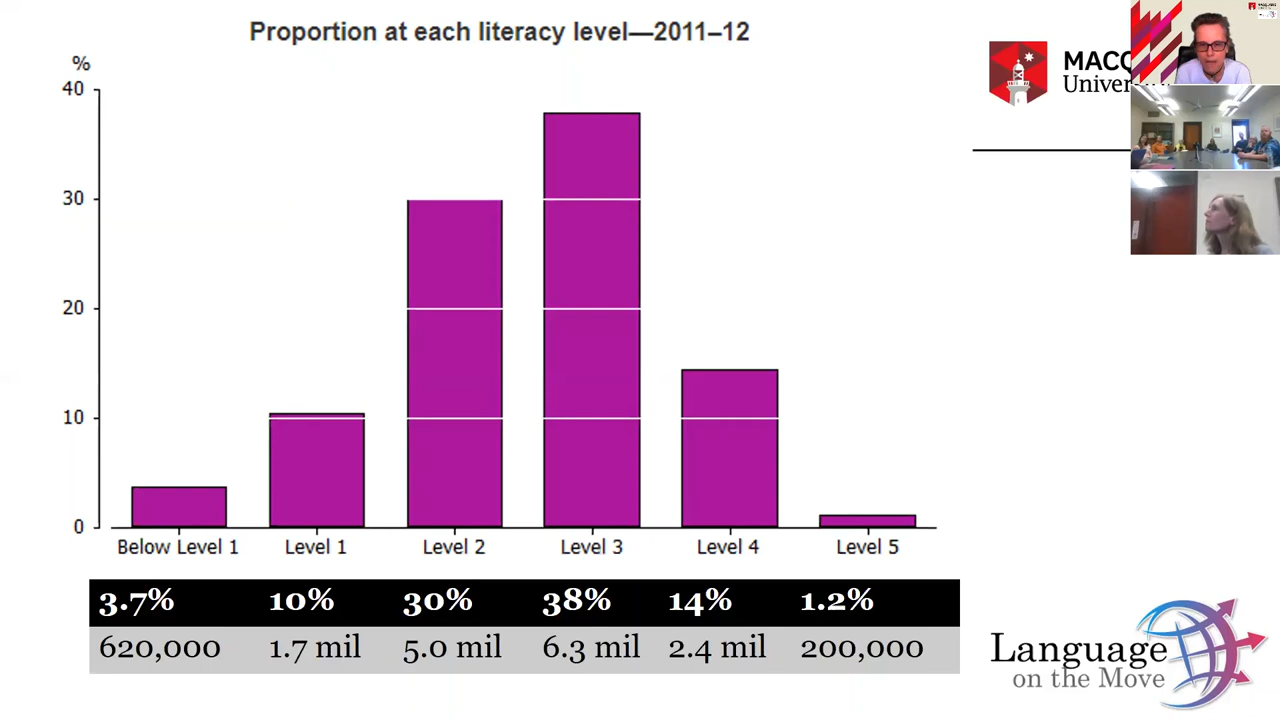 Proportion at each literacy level—2011–12
%
40
30
20
10
0
Below Level 1 Level 1 Level 2 Level 3 Level 4 Level 5
3.7% 10% 30% 38% 14% 1.2%
620,000 1.7 mil 5.0 mil 6.3 mil 2.4 mil 200,000
MACQ
Univer
Language
on the Move